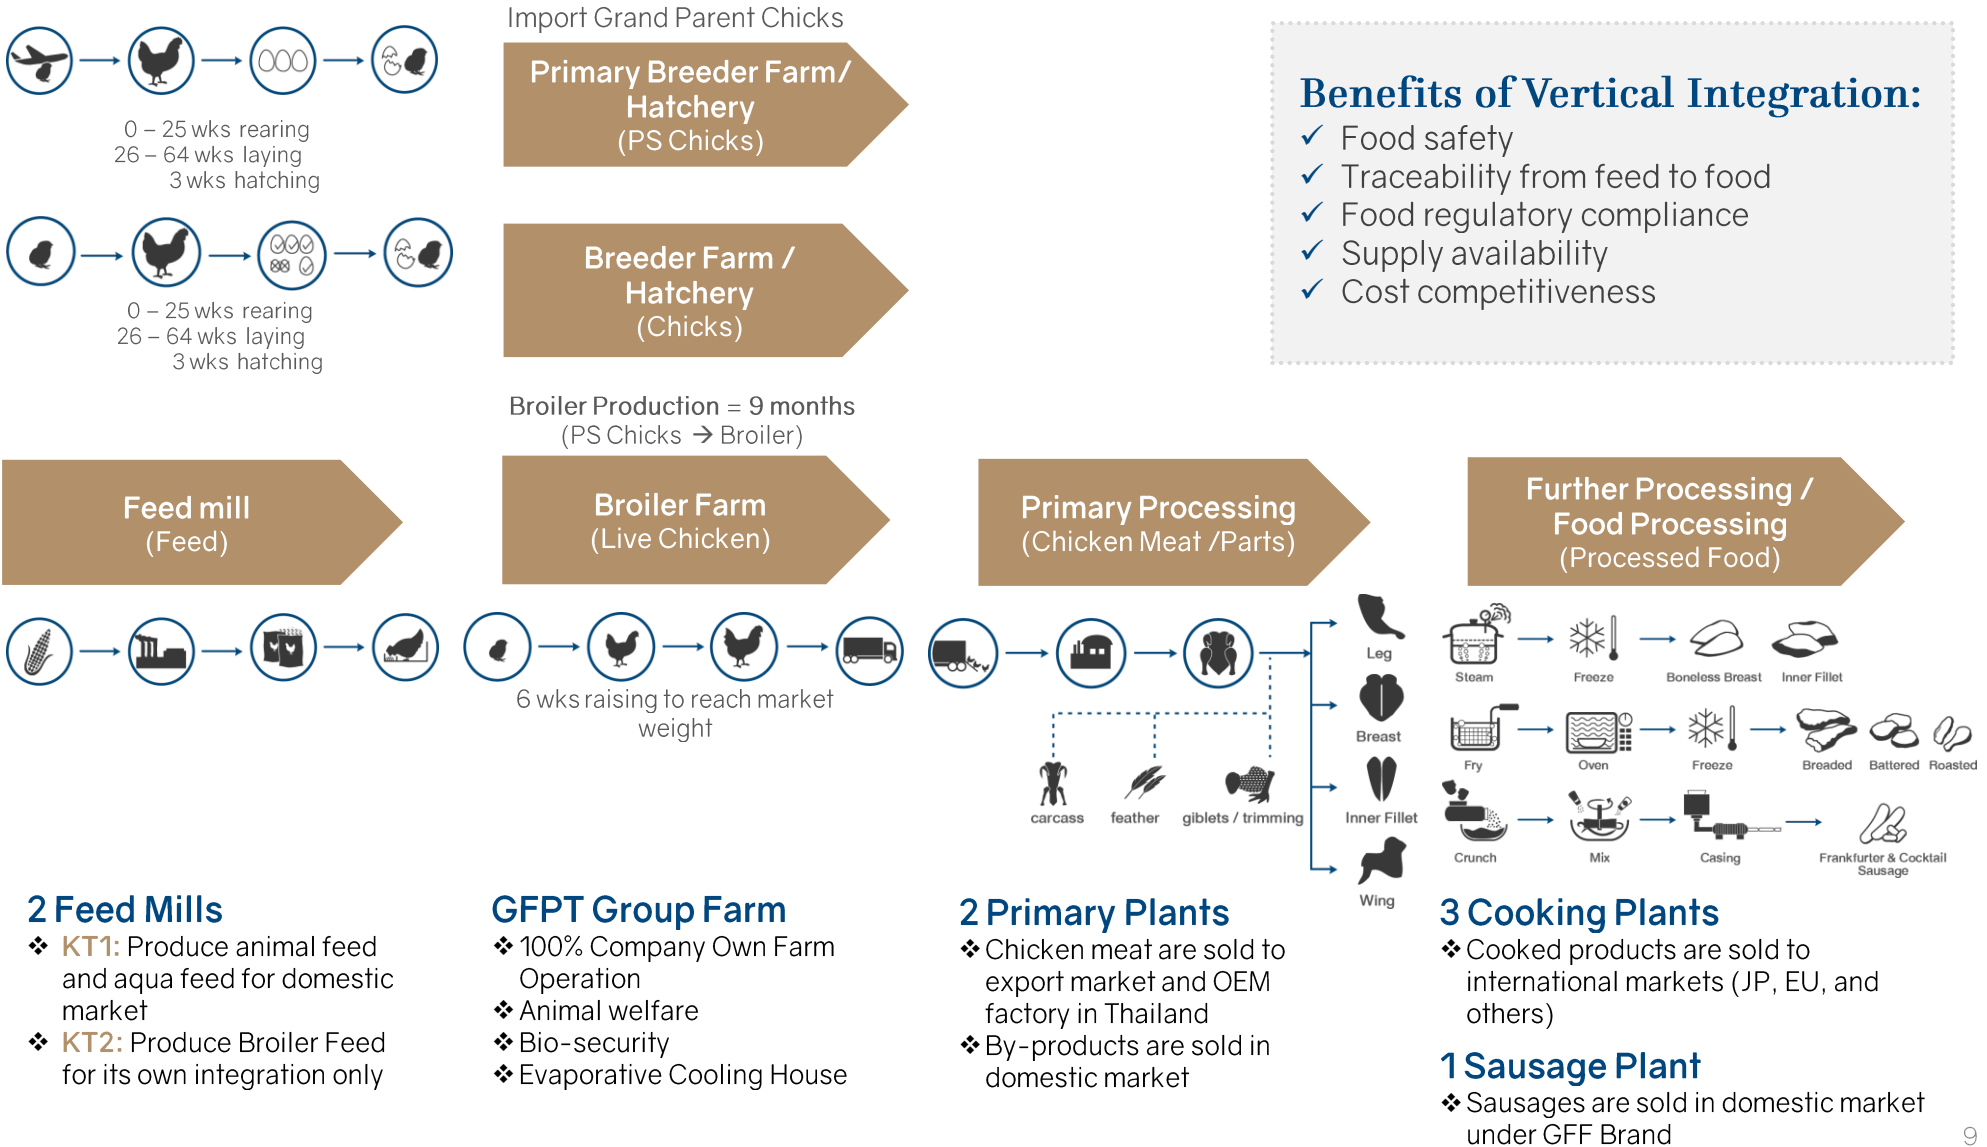 Import Grand Parent Chicks
Primary Breeder Farm/
Hatchery
(PS Chicks)
0 – 25 wks rearing
26 – 64 wks laying
3 wks hatching
Benefits of Vertical Integration:
✓ Food safety
✓ Traceability from feed to food
✓ Food regulatory compliance
✓ Supply availability
✓ Cost competitiveness
Breeder Farm /
Hatchery
(Chicks)
0 – 25 wks rearing
26 – 64 wks laying
3 wks hatching
Broiler Production = 9 months
(PS Chicks → Broiler)
Feed mill
(Feed)
Broiler Farm
(Live Chicken)
Primary Processing
(Chicken Meat /Parts)
Further Processing /
Food Processing
(Processed Food)
6 wks raising to reach market
weight
carcass
feather
giblets / trimming
Leg
Breast
Inner Fillet
Wing
Steam
Freeze
Boneless Breast
Inner Fillet
Fry
Oven
Freeze
Breaded
Battered
Roasted
Crunch
Mix
Casing
Frankfurter & Cocktail
Sausage
2 Feed Mills
❖ KT1: Produce animal feed
and aqua feed for domestic
market
❖ KT2: Produce Broiler Feed
for its own integration only
GFPT Group Farm
❖ 100% Company Own Farm
Operation
❖ Animal welfare
❖ Bio-security
❖ Evaporative Cooling House
2 Primary Plants
❖ Chicken meat are sold to
export market and OEM
factory in Thailand
❖ By-products are sold in
domestic market
3 Cooking Plants
❖ Cooked products are sold to
international markets (JP, EU, and
others)
1 Sausage Plant
❖ Sausages are sold in domestic market
under GFF Brand
9